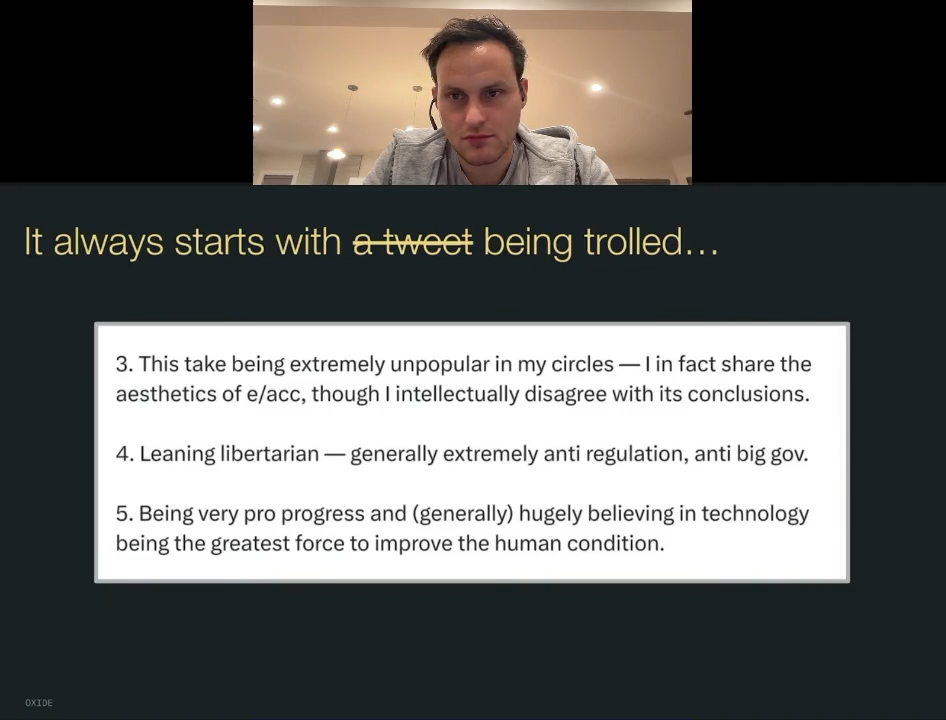 It always starts with a tweet being trolled…
3. This take being extremely unpopular in my circles — I in fact share the
aesthetics of e/acc, though I intellectually disagree with its conclusions.
4. Leaning libertarian — generally extremely anti regulation, anti big gov.
5. Being very pro progress and (generally) hugely believing in technology
being the greatest force to improve the human condition.
OXIDE